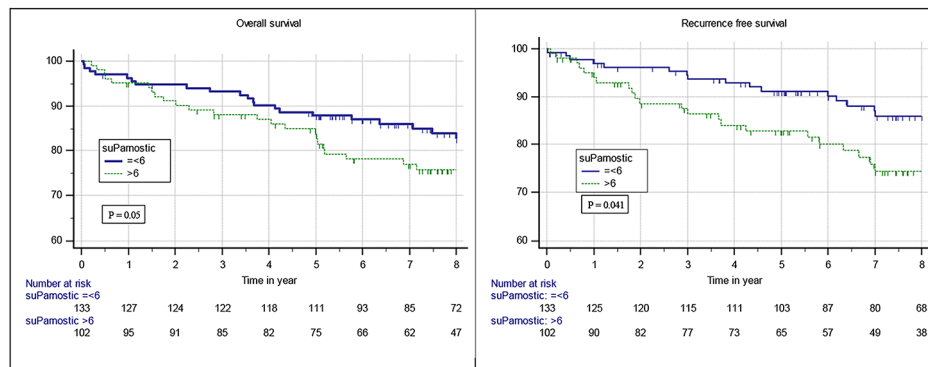 Overall survival
100
90
80
70
60
suPamostic
=<6
>6
P = 0.05
0 1 2 3 4 5 6 7 8
Time in year
Number at risk
suPamostic =<6
133 127 124 122 118 111 93 85 72
suPamostic >6
102 95 91 85 82 75 66 62 47
Recurrence free survival
100
90
80
70
60
suPamostic
=<6
>6
P = 0.041
0 1 2 3 4 5 6 7 8
Time in year
Number at risk
suPamostic: =<6
133 125 120 115 111 103 87 80 68
suPamostic: >6
102 90 82 77 73 65 57 49 38